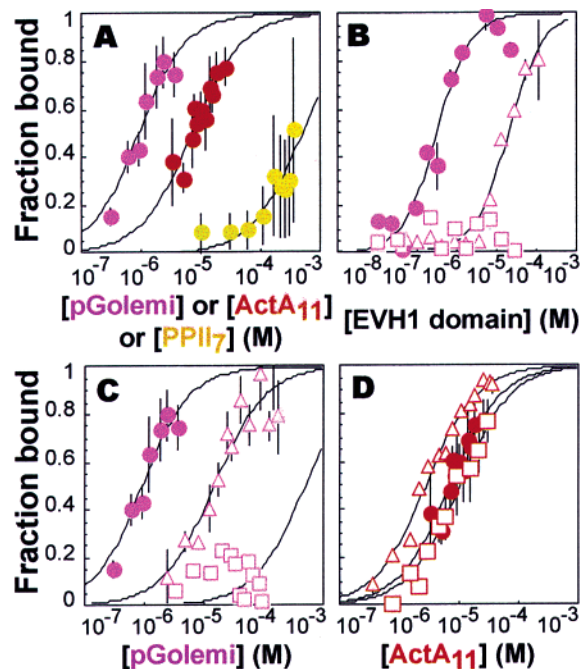 A
B
Fraction bound
1
0.8
0.6
0.4
0.2
0
10-7 10-6 10-5 10-4 10-3
10-8 10-7 10-6 10-5 10-4 10-3
[pGolemi] or [ActA11]
or [PPII7] (M)
[EVH1 domain] (M)
C
D
Fraction bound
1
0.8
0.6
0.4
0.2
0
10-7 10-6 10-5 10-4 10-3
10-7 10-6 10-5 10-4 10-3
[pGolemi] (M)
[ActA11] (M)